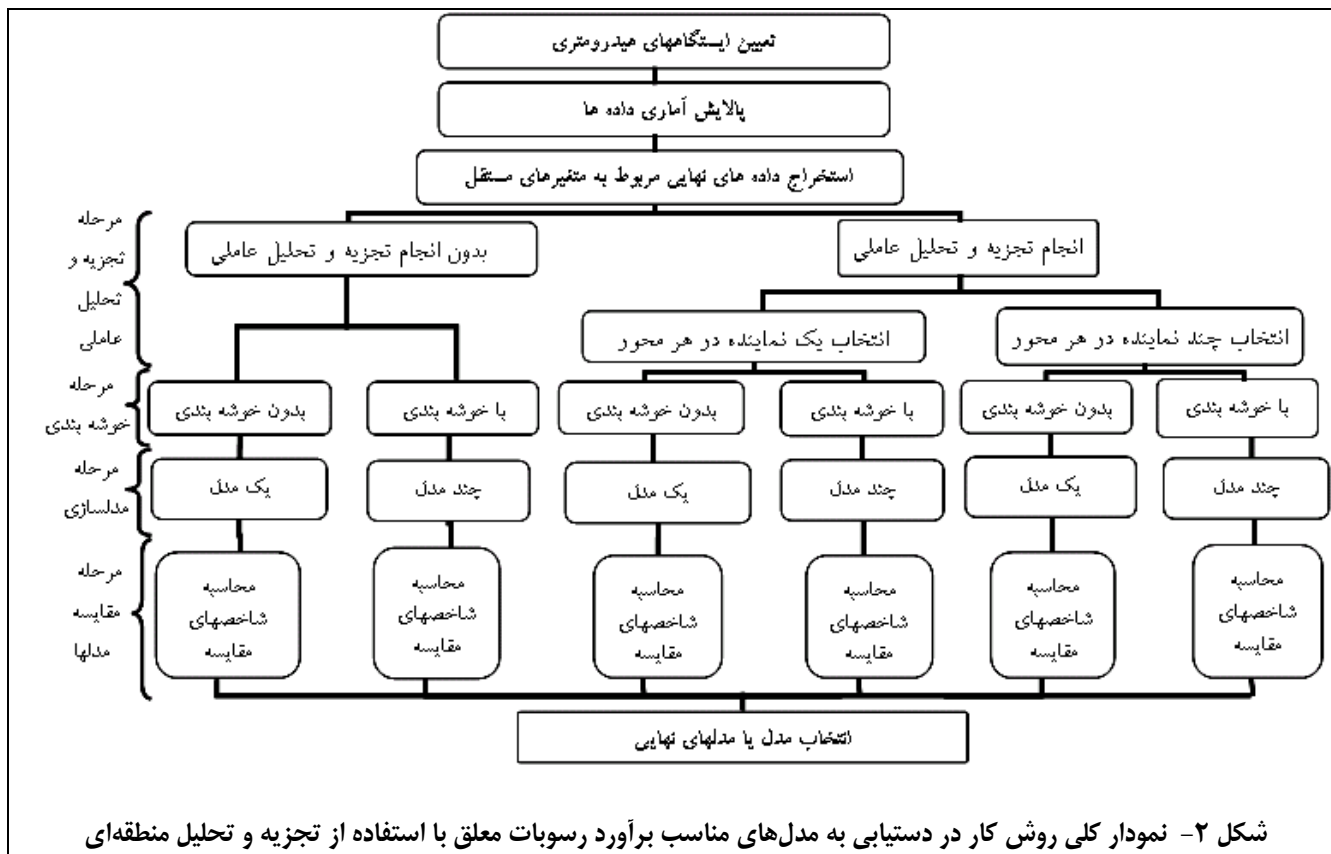 تعیین ایستگاههای هیدرومتری
پالایش آماری داده ها
استخراج داده های نهایی مربوط به متغیرهای مستقل
مرحله
تجزیه و
تحلیل
عاملی
انجام تجزیه و تحلیل عاملی
بدون انجام تجزیه و تحلیل عاملی
انتخاب چند نماینده در هر محور
انتخاب یک نماینده در هر محور
مرحله
خوشه بندی
با خوشه بندی
بدون خوشه بندی
با خوشه بندی
بدون خوشه بندی
با خوشه بندی
بدون خوشه بندی
مرحله
مدلسازی
چند مدل
یک مدل
چند مدل
یک مدل
چند مدل
یک مدل
مرحله
مقایسه
مدلها
محاسبه
شاخصهای
مقایسه
محاسبه
شاخصهای
مقایسه
محاسبه
شاخصهای
مقایسه
محاسبه
شاخصهای
مقایسه
محاسبه
شاخصهای
مقایسه
محاسبه
شاخصهای
مقایسه
انتخاب مدل یا مدلهای نهایی
شکل ۲- نمودار کلی روش کار در دستیابی به مدل‌های مناسب برآورد رسوبات معلق با استفاده از تجزیه و تحلیل منطقه‌ای